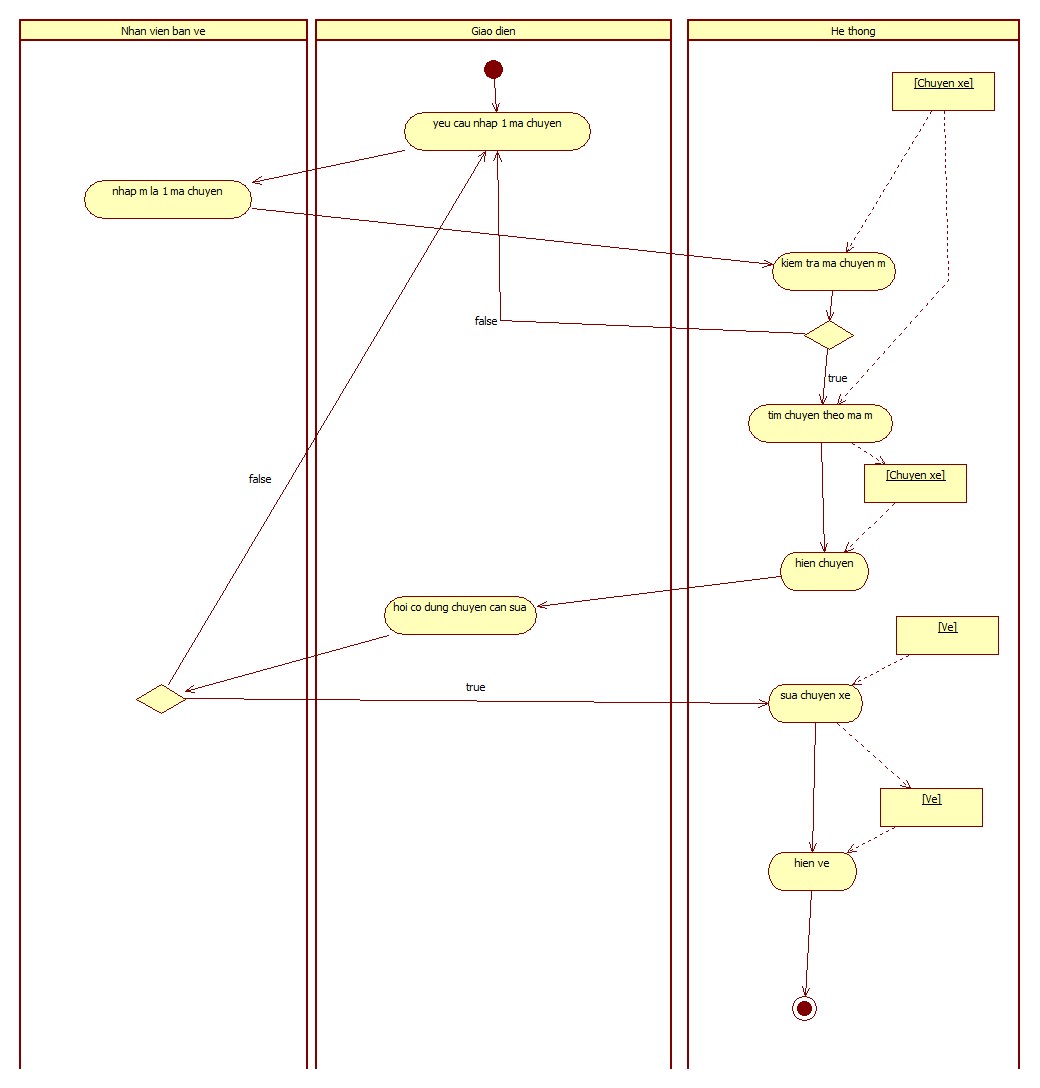 Nhan vien ban ve
Giao dien
He thong
[Chuyen xe]
yeu cau nhap 1 ma chuyen
nhap m la 1 ma chuyen
kiem tra ma chuyen m
false
true
tim chuyen theo ma m
false
[Chuyen xe]
hien chuyen
hoi co dung chuyen can sua
[Ve]
true
sua chuyen xe
[Ve]
hien ve